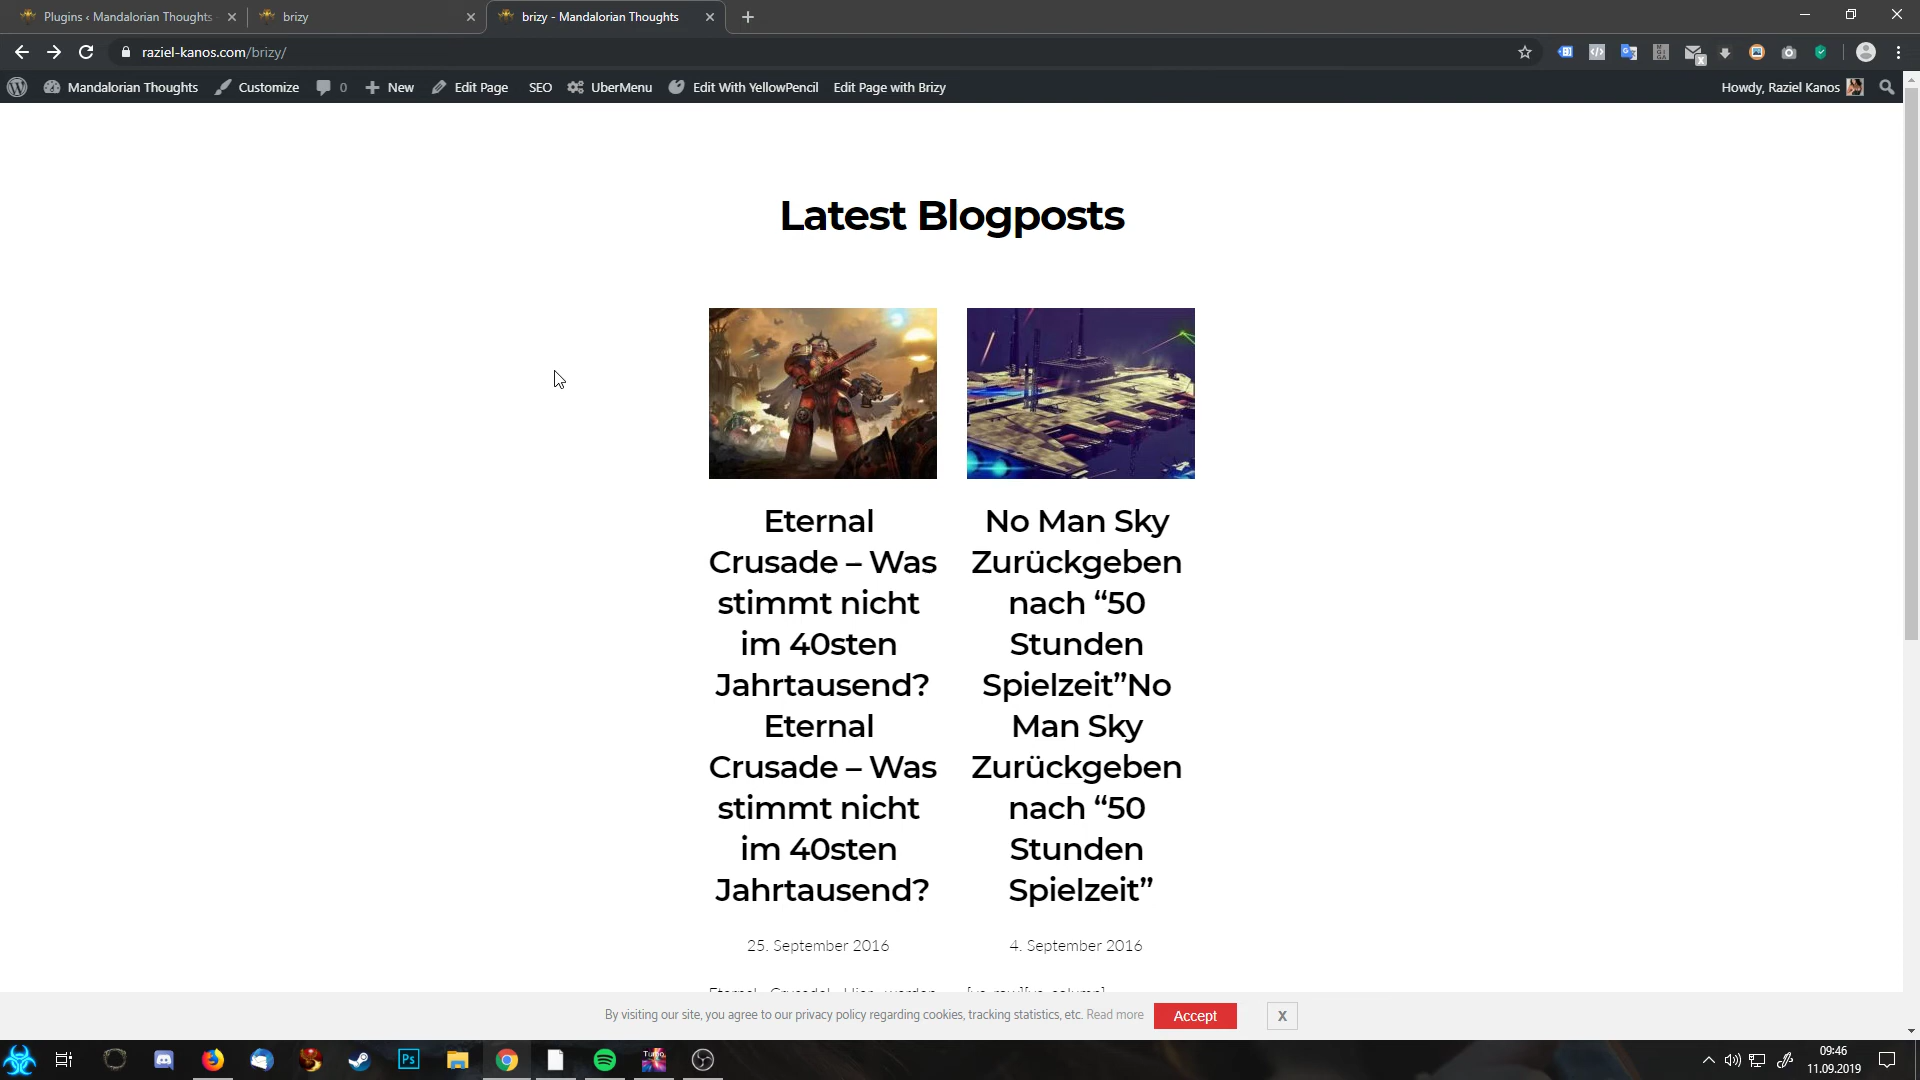 Plugins ‹ Mandalorian Thoughts
brizy
brizy - Mandalorian Thoughts
raziel-kanos.com/brizy/
Mandalorian Thoughts
Customize
0
New
Edit Page
SEO
UberMenu
Edit With YellowPencil
Edit Page with Brizy
Howdy, Raziel Kanos
Latest Blogposts
Eternal
Crusade – Was
stimmt nicht
im 40sten
Jahrtausend?
Eternal
Crusade – Was
stimmt nicht
im 40sten
Jahrtausend?
25. September 2016
No Man Sky
Zurückgeben
nach “50
Stunden
Spielzeit”No
Man Sky
Zurückgeben
nach “50
Stunden
Spielzeit”
4. September 2016
By visiting our site, you agree to our privacy policy regarding cookies, tracking statistics, etc. Read more
Accept
X
Ps
09:46
11.09.2019